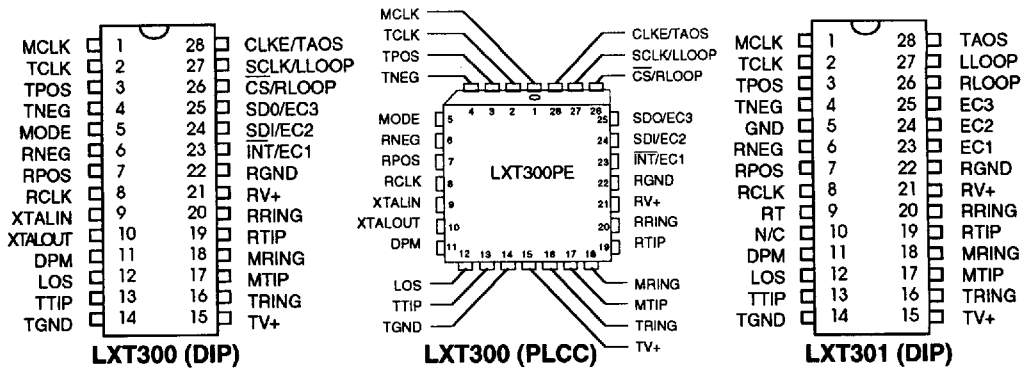 MCLK 1 28 CLKE/TAOS
TCLK 2 27 SCLK/LLOOP
TPOS 3 26 CS/RLOOP
TNEG 4 25 SD0/EC3
MODE 5 24 SDI/EC2
RNEG 6 23 INT/EC1
RPOS 7 22 RGND
RCLK 8 21 RV+
XTALIN 9 20 RRING
XTALOUT 10 19 RTIP
DPM 11 18 MRING
LOS 12 17 MTIP
TTIP 13 16 TRING
TGND 14 15 TV+
LXT300 (DIP)
MCLK
TCLK CLKE/TAOS
TPOS SCLK/LLOOP
TNEG CS/RLOOP
4 3 2 1 28 27 26
MODE 5 25 SDO/EC3
RNEG 6 24 SDI/EC2
RPOS 7 LXT300PE 23 INT/EC1
RCLK 8 22 RGND
XTALIN 9 21 RV+
XTALOUT 10 20 RRING
DPM 11 19 RTIP
12 13 14 15 16 17 18
LOS MRING
TTIP MTIP
TGND TRING
TV+
LXT300 (PLCC)
MCLK 1 28 TAOS
TCLK 2 27 LLOOP
TPOS 3 26 RLOOP
TNEG 4 25 EC3
GND 5 24 EC2
RNEG 6 23 EC1
RPOS 7 22 RGND
RCLK 8 21 RV+
RT 9 20 RRING
N/C 10 19 RTIP
DPM 11 18 MRING
LOS 12 17 MTIP
TTIP 13 16 TRING
TGND 14 15 TV+
LXT301 (DIP)